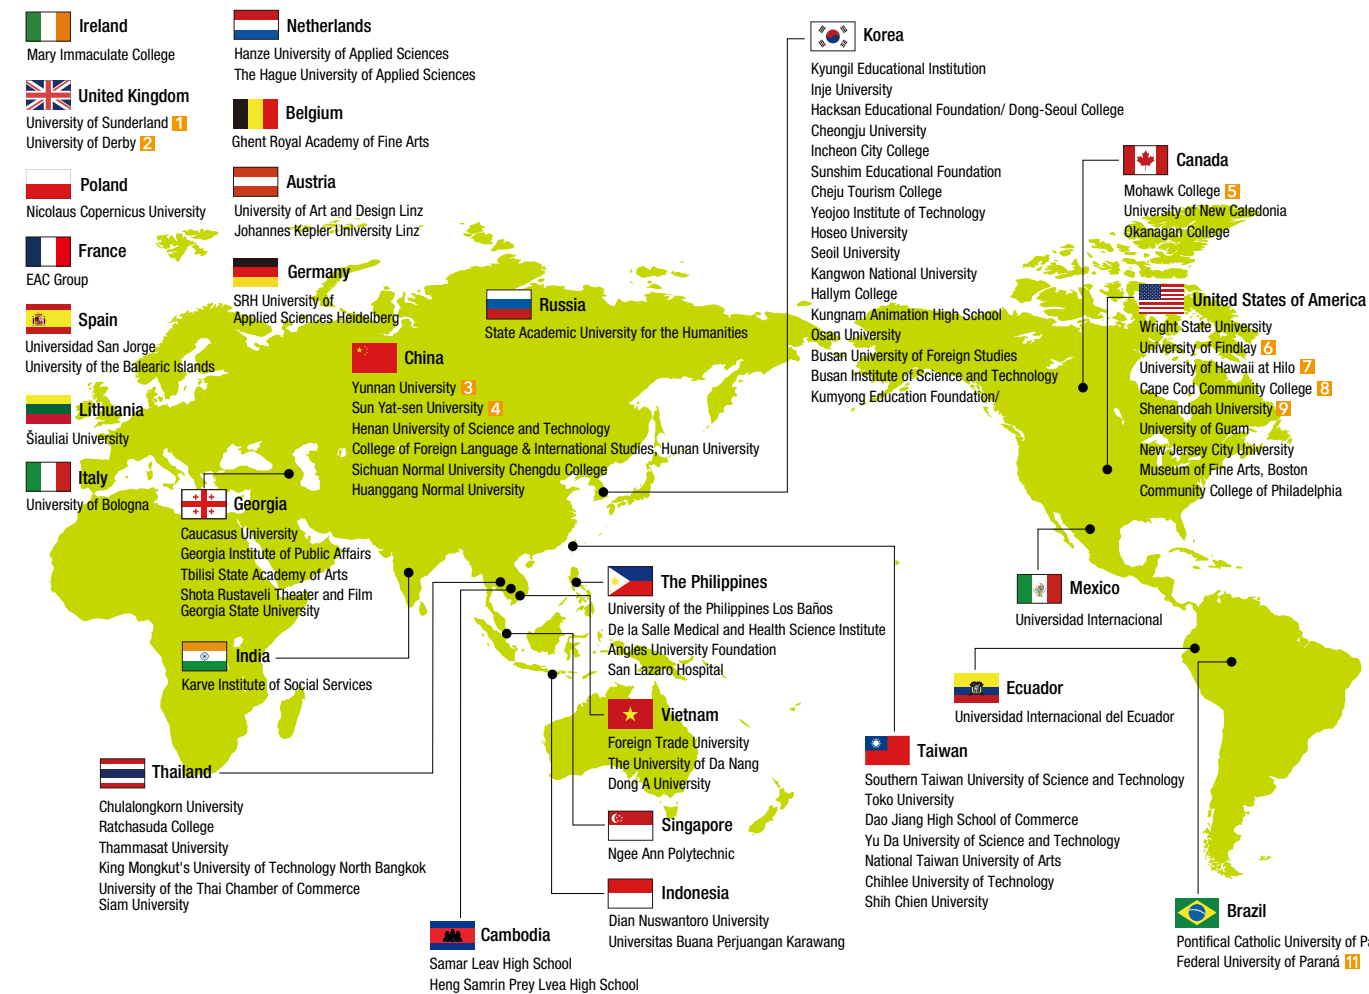 Ireland
Mary Immaculate College
United Kingdom
University of Sunderland 1
University of Derby 2
Poland
Nicolaus Copernicus University
France
EAC Group
Spain
Universidad San Jorge
University of the Balearic Islands
Lithuania
Šiauliai University
Italy
University of Bologna
Netherlands
Hanze University of Applied Sciences
The Hague University of Applied Sciences
Belgium
Ghent Royal Academy of Fine Arts
Austria
University of Art and Design Linz
Johannes Kepler University Linz
Germany
SRH University of
Applied Sciences Heidelberg
Russia
State Academic University for the Humanities
China
Yunnan University 3
Sun Yat-sen University 4
Henan University of Science and Technology
College of Foreign Language & International Studies, Hunan University
Sichuan Normal University Chengdu College
Huanggang Normal University
Georgia
Caucasus University
Georgia Institute of Public Affairs
Tbilisi State Academy of Arts
Shota Rustaveli Theater and Film
Georgia State University
India
Karve Institute of Social Services
Thailand
Chulalongkorn University
Ratchasuda College
Thammasat University
King Mongkut's University of Technology North Bangkok
University of the Thai Chamber of Commerce
Siam University
Cambodia
Samar Leav High School
Heng Samrin Prey Lvea High School
The Philippines
University of the Philippines Los Baños
De la Salle Medical and Health Science Institute
Angles University Foundation
San Lazaro Hospital
Vietnam
Foreign Trade University
The University of Da Nang
Dong A University
Singapore
Ngee Ann Polytechnic
Indonesia
Dian Nuswantoro University
Universitas Buana Perjuangan Karawang
Korea
Kyungil Educational Institution
Inje University
Hacksan Educational Foundation/ Dong-Seoul College
Cheongju University
Incheon City College
Sunshim Educational Foundation
Cheju Tourism College
Yeojoo Institute of Technology
Hoseo University
Seoil University
Kangwon National University
Hallym College
Kungnam Animation High School
Osan University
Busan University of Foreign Studies
Busan Institute of Science and Technology
Kumyong Education Foundation/
Taiwan
Southern Taiwan University of Science and Technology
Toko University
Dao Jiang High School of Commerce
Yu Da University of Science and Technology
National Taiwan University of Arts
Chihlee University of Technology
Shih Chien University
Canada
Mohawk College 5
University of New Caledonia
Okanagan College
United States of America
Wright State University
University of Findlay 6
University of Hawaii at Hilo 7
Cape Cod Community College 8
Shenandoah University 9
University of Guam
New Jersey City University
Museum of Fine Arts, Boston
Community College of Philadelphia
Mexico
Universidad Internacional
Ecuador
Universidad Internacional del Ecuador
Brazil
Pontifical Catholic University of
Federal University of Paraná 11